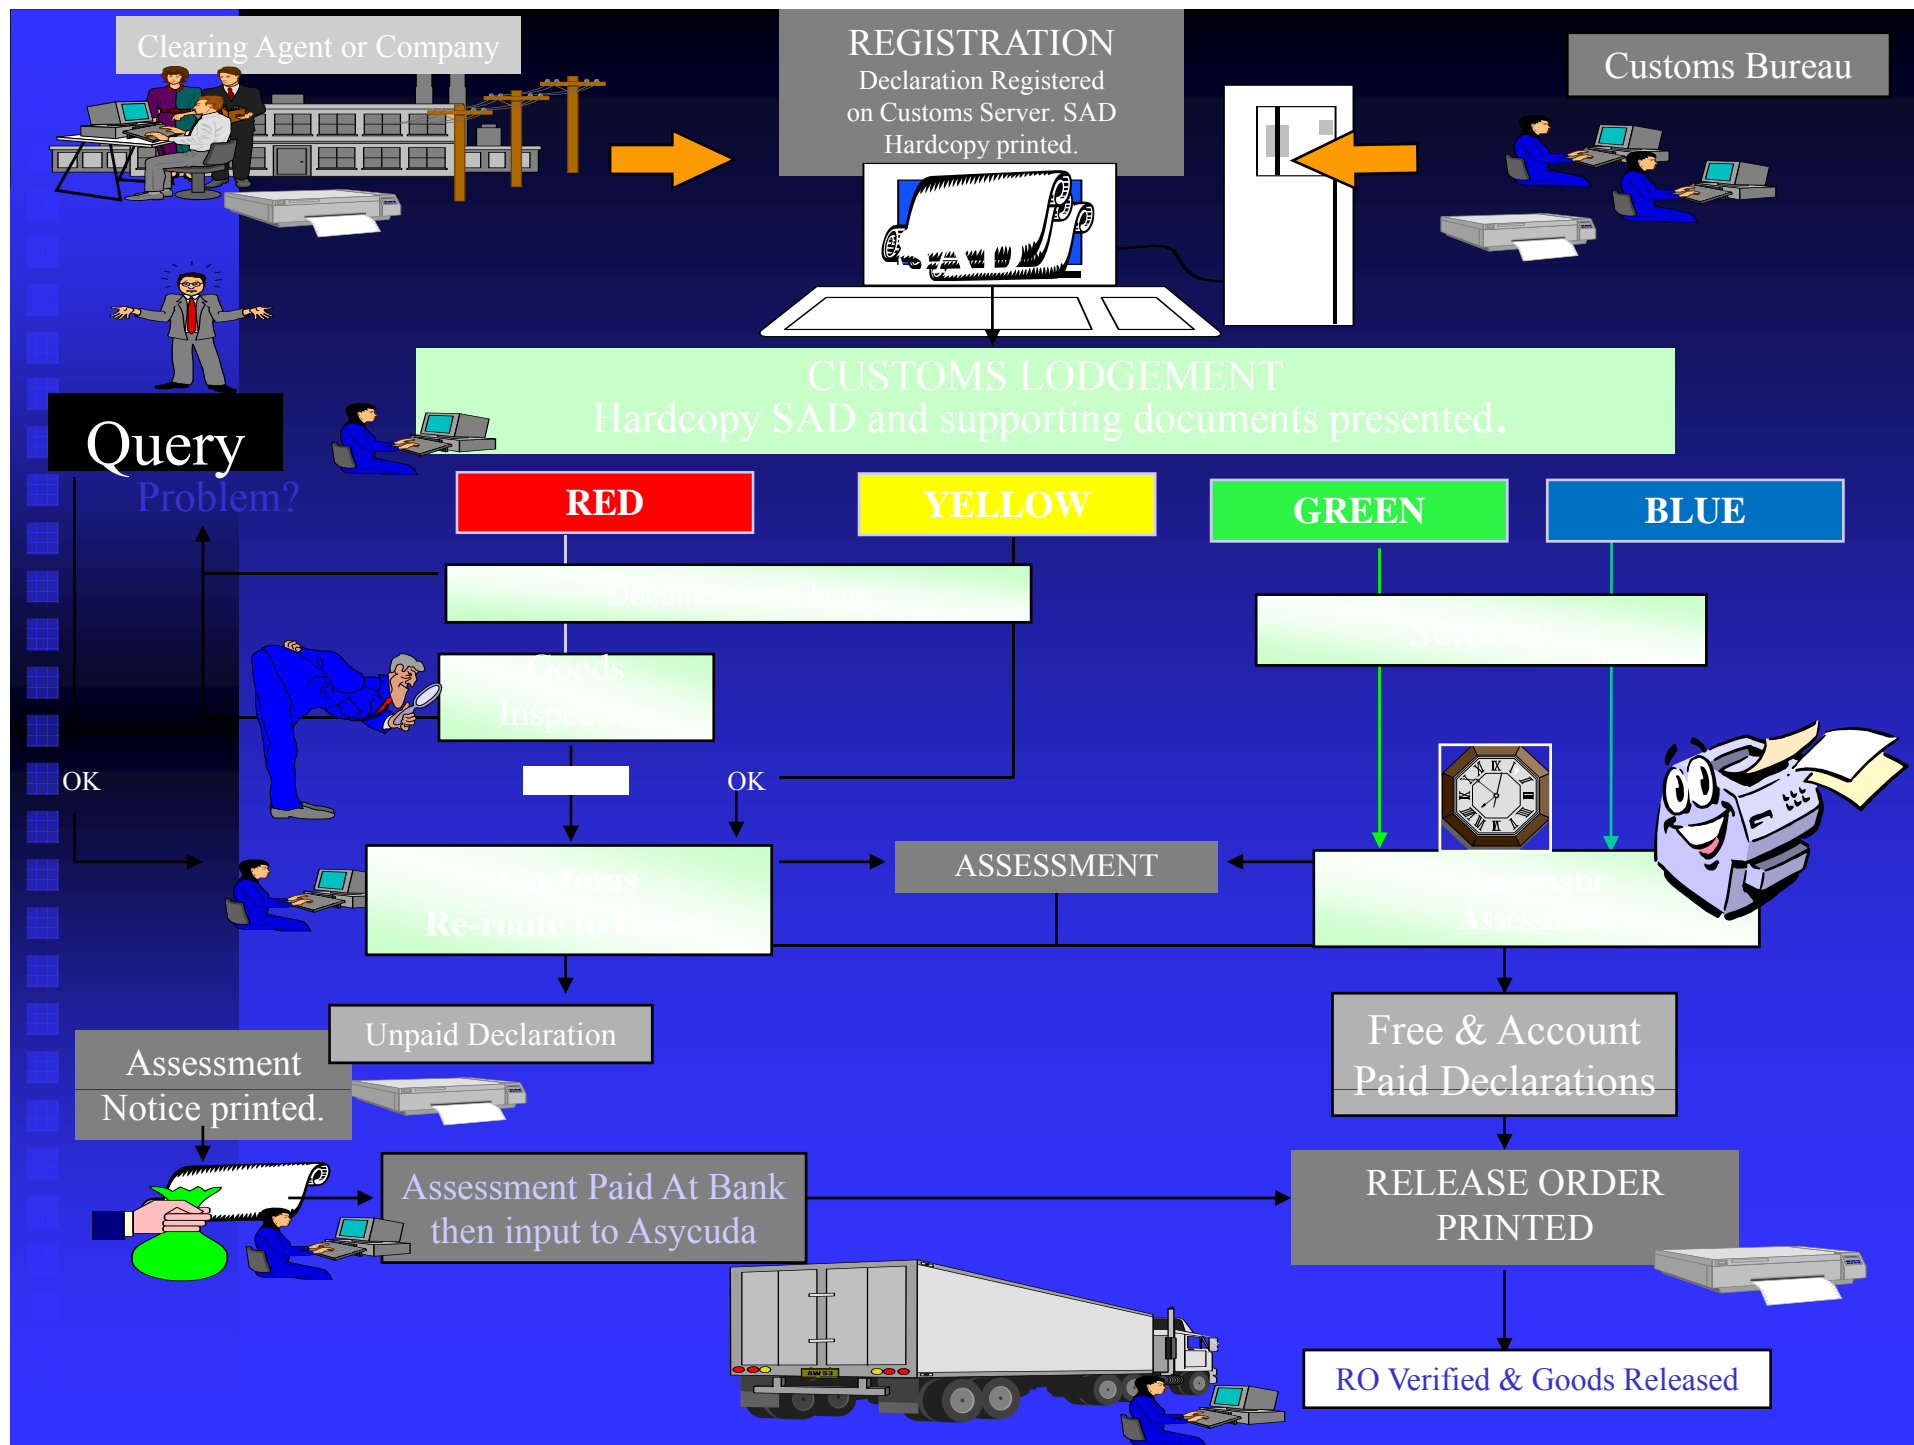 Clearing Agent or Company
REGISTRATION
Declaration Registered
on Customs Server. SAD
Hardcopy printed.
Customs Bureau
CUSTOMS LODGEMENT
Hardcopy SAD and supporting documents presented.
Query
Problem?
RED
YELLOW
GREEN
BLUE
Documentary Check
Scrutiny
Goods
Inspection
OK
OK
Customs
Re-route to Green
ASSESSMENT
Automatic
Assessment
Unpaid Declaration
Free & Account
Paid Declarations
Assessment
Notice printed.
Assessment Paid At Bank
then input to Asycuda
RELEASE ORDER
PRINTED
AW53
RO Verified & Goods Released